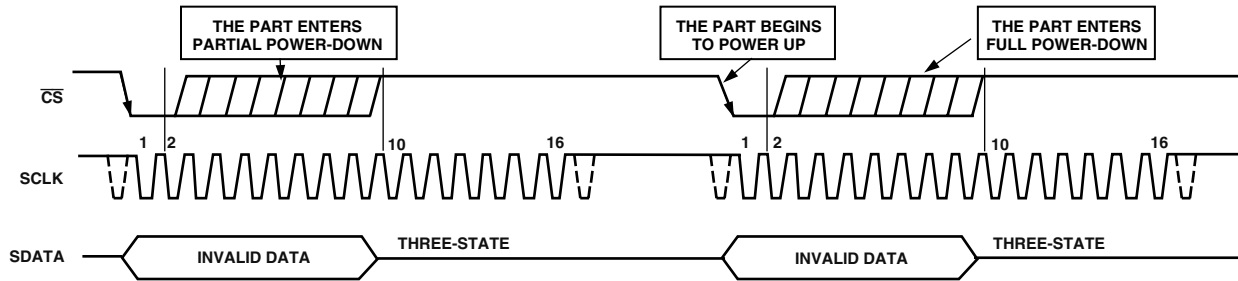 THE PART ENTERS
PARTIAL POWER-DOWN
THE PART BEGINS
TO POWER UP
THE PART ENTERS
FULL POWER-DOWN
CS
1 2 10 16 1 2 10 16
SCLK
SDATA INVALID DATA THREE-STATE INVALID DATA THREE-STATE